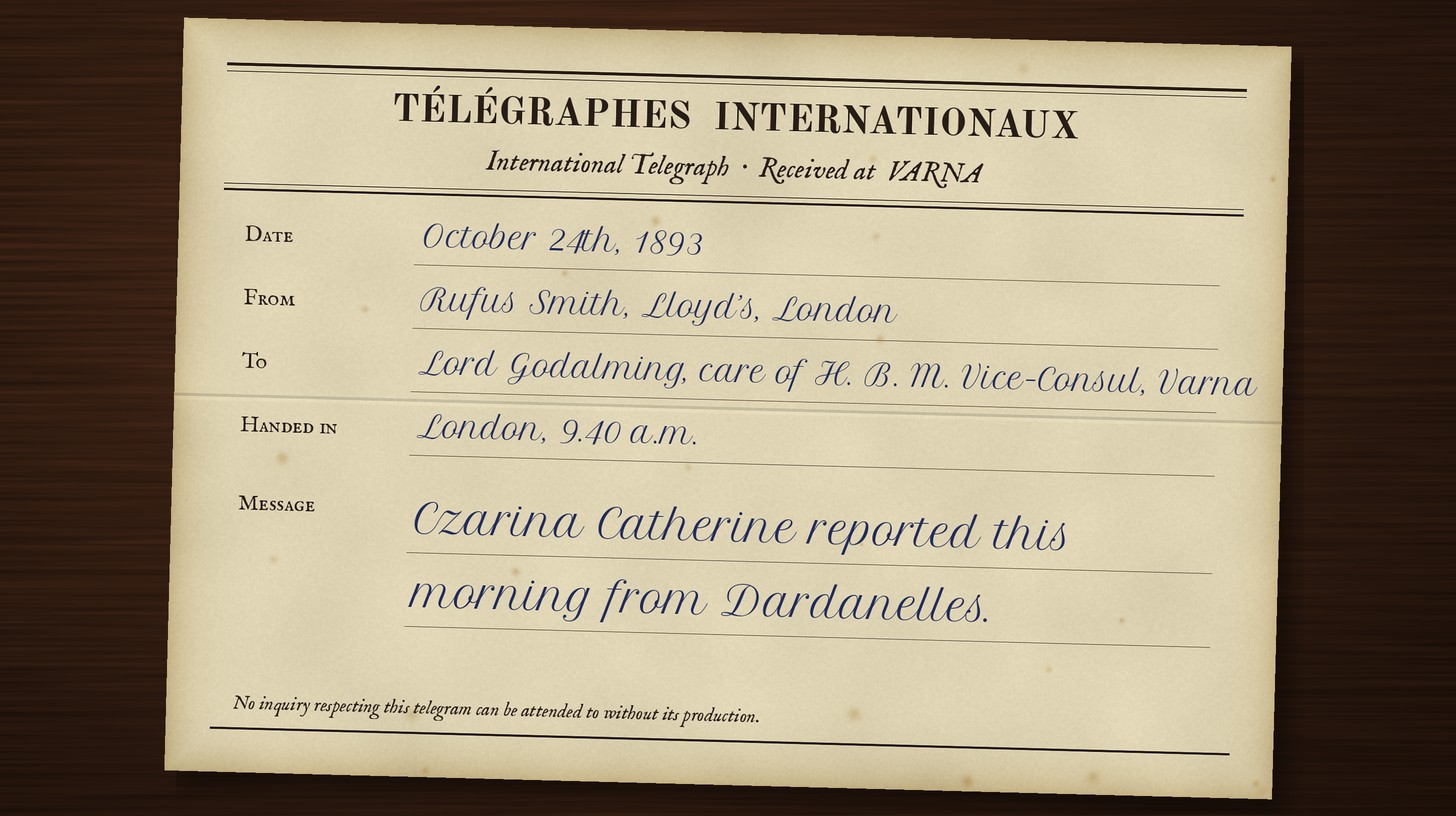 TÉLÉGRAPHES INTERNATIONAUX
International Telegraph · Received at VARNA
Date October 24th, 1893
From Rufus Smith, Lloyd's, London
To Lord Godalming, care of H. B. M. Vice-Consul, Varna
Handed in London, 9.40 a.m.
Message Czarina Catherine reported this
morning from Dardanelles.
No inquiry respecting this telegram can be attended to without its production.